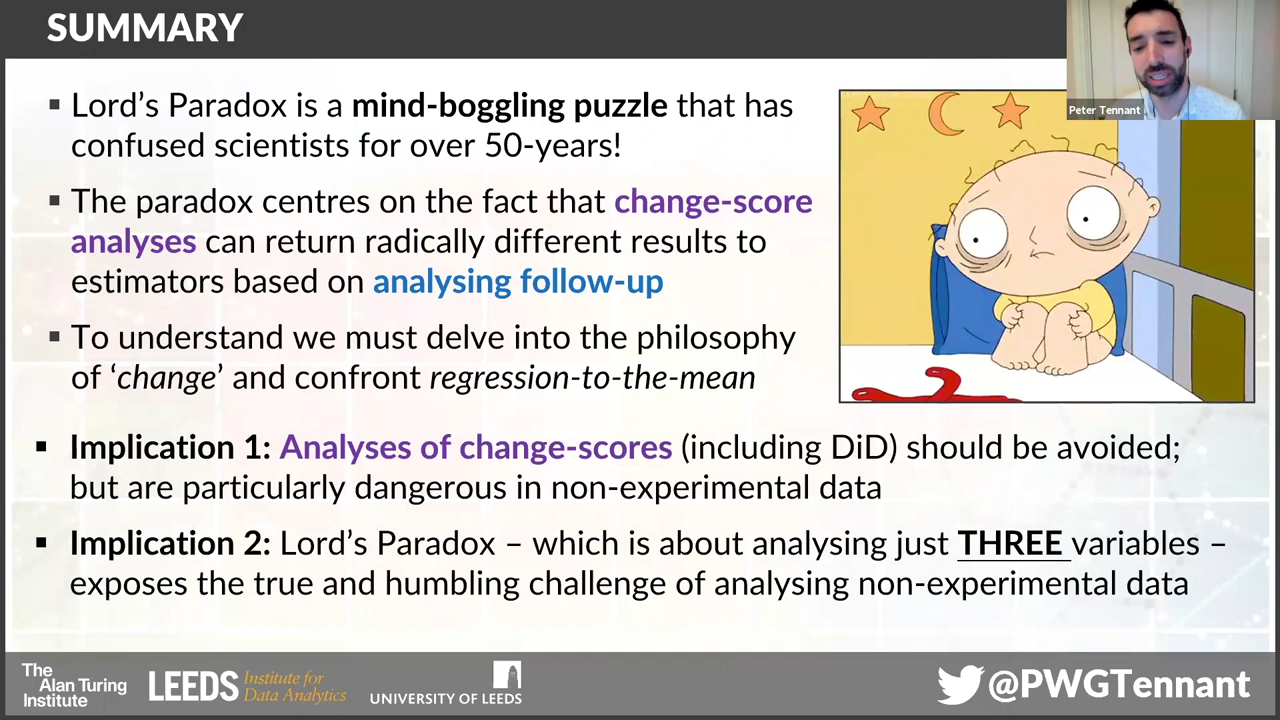 SUMMARY
Peter Tennant
▪ Lord's Paradox is a mind-boggling puzzle that has
confused scientists for over 50-years!
▪ The paradox centres on the fact that change-score
analyses can return radically different results to
estimators based on analysing follow-up
▪ To understand we must delve into the philosophy
of ‘change’ and confront regression-to-the-mean
▪ Implication 1: Analyses of change-scores (including DiD) should be avoided;
but are particularly dangerous in non-experimental data
▪ Implication 2: Lord's Paradox – which is about analysing just THREE variables –
exposes the true and humbling challenge of analysing non-experimental data
The
Alan Turing
Institute
LEEDS Institute for
Data Analytics
UNIVERSITY OF LEEDS
@PWGTennant